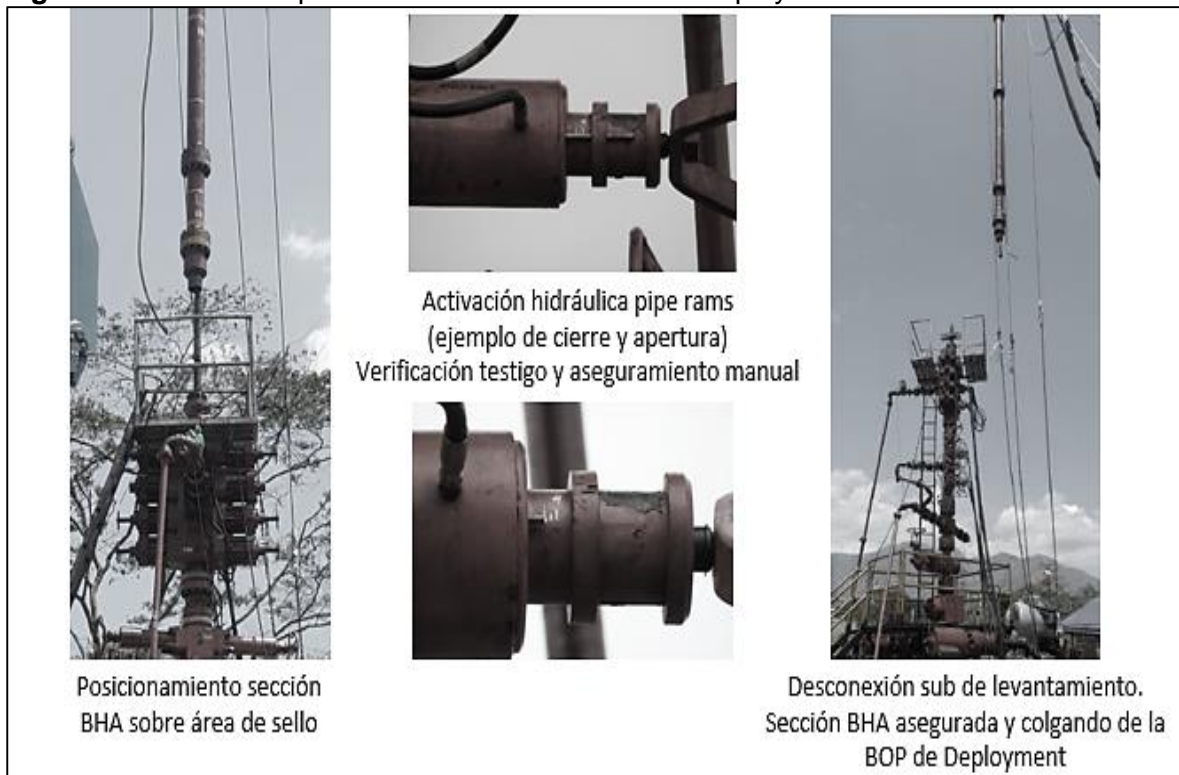 Activación hidráulica pipe rams
(ejemplo de cierre y apertura)
Verificación testigo y aseguramiento manual
Posicionamiento sección
BHA sobre área de sello
Desconexión sub de levantamiento.
Sección BHA asegurada y colgando de la
BOP de Deployment